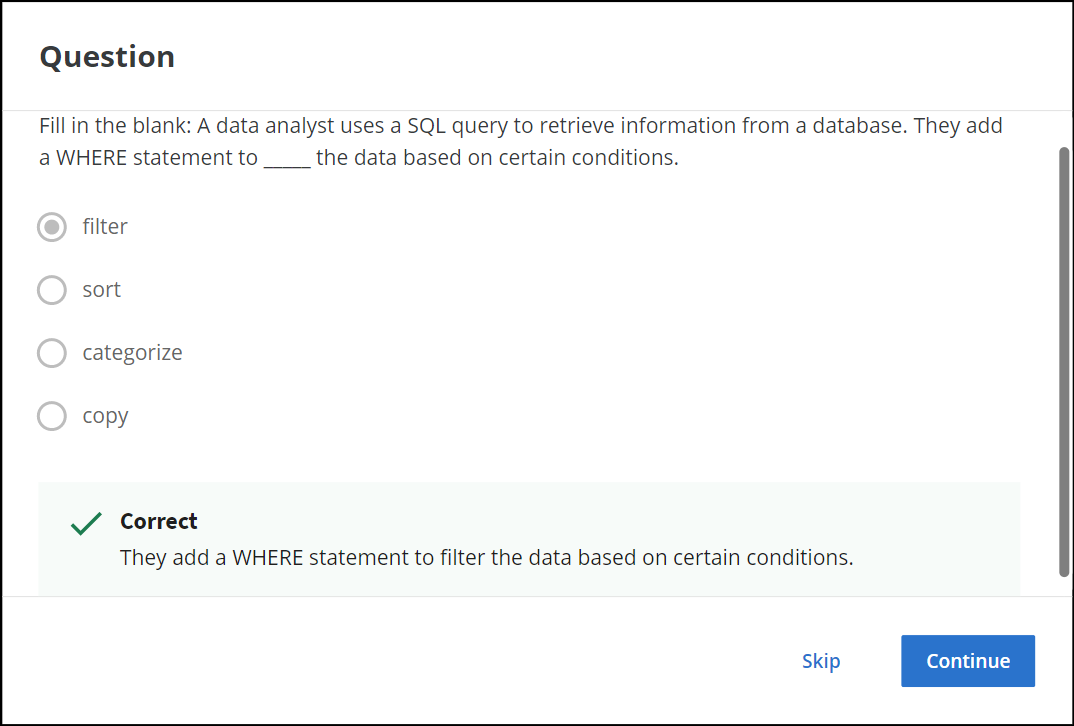 Question
Fill in the blank: A data analyst uses a SQL query to retrieve information from a database. They add
a WHERE statement to _____ the data based on certain conditions.
filter
sort
categorize
copy
Correct
They add a WHERE statement to filter the data based on certain conditions.
Skip
Continue